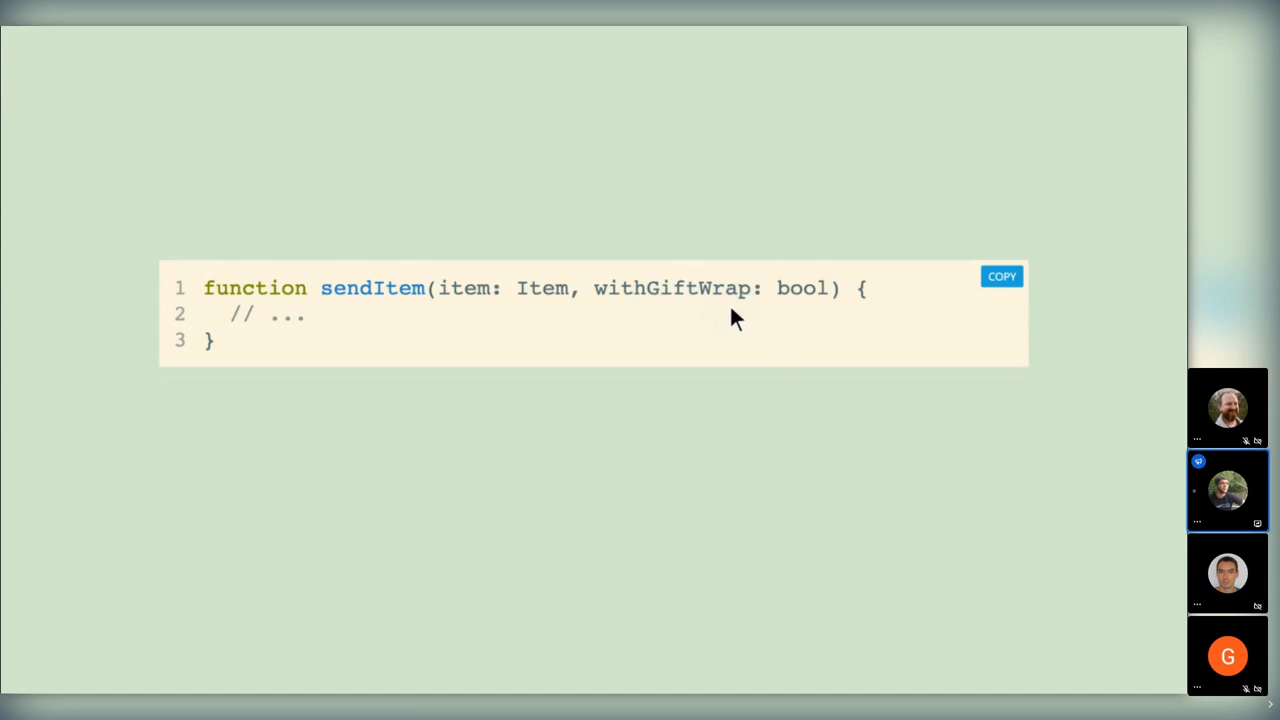 COPY
1 function sendItem(item: Item, withGiftWrap: bool) {
2 // ...
3 }
G